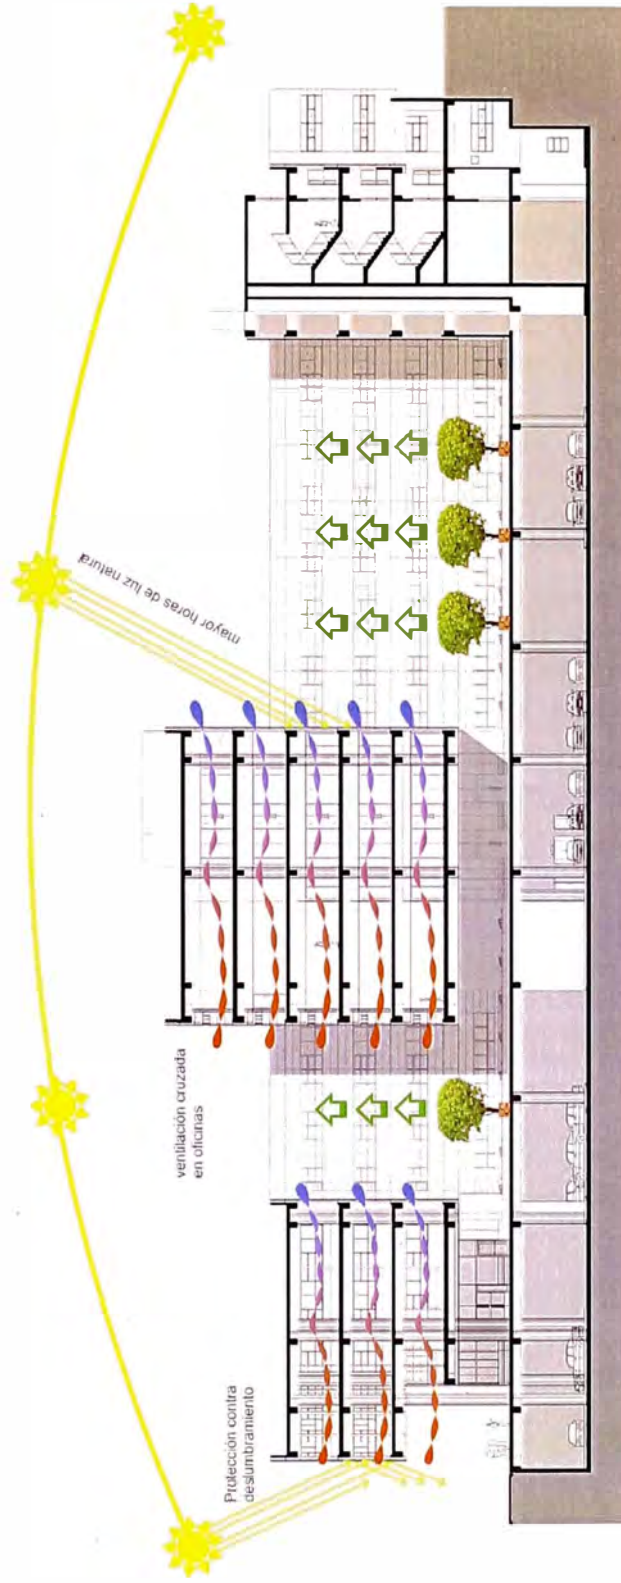 Protección contra
deslumbramiento
ventilación cruzada
en oficinas
mayor horas de luz natural